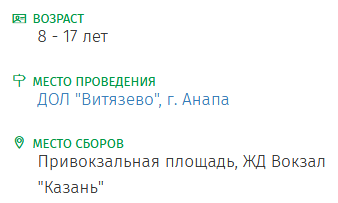 ВОЗРАСТ
8 - 17 лет
МЕСТО ПРОВЕДЕНИЯ
ДОЛ "Витязево", г. Анапа
МЕСТО СБОРОВ
Привокзальная площадь, ЖД Вокзал
"Казань"